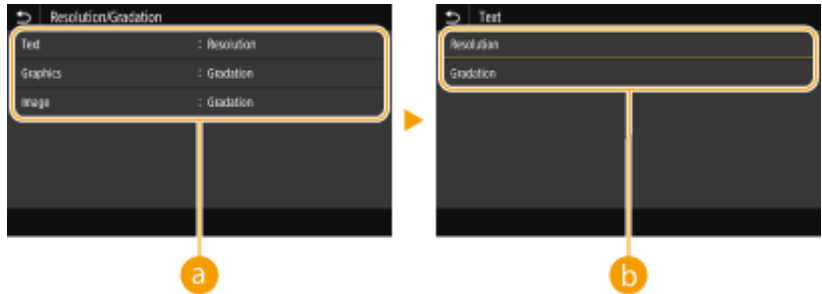 Resolution/Gradation
Text : Resolution
Graphics : Gradation
Image : Gradation
a
Text
Resolution
Gradation
b